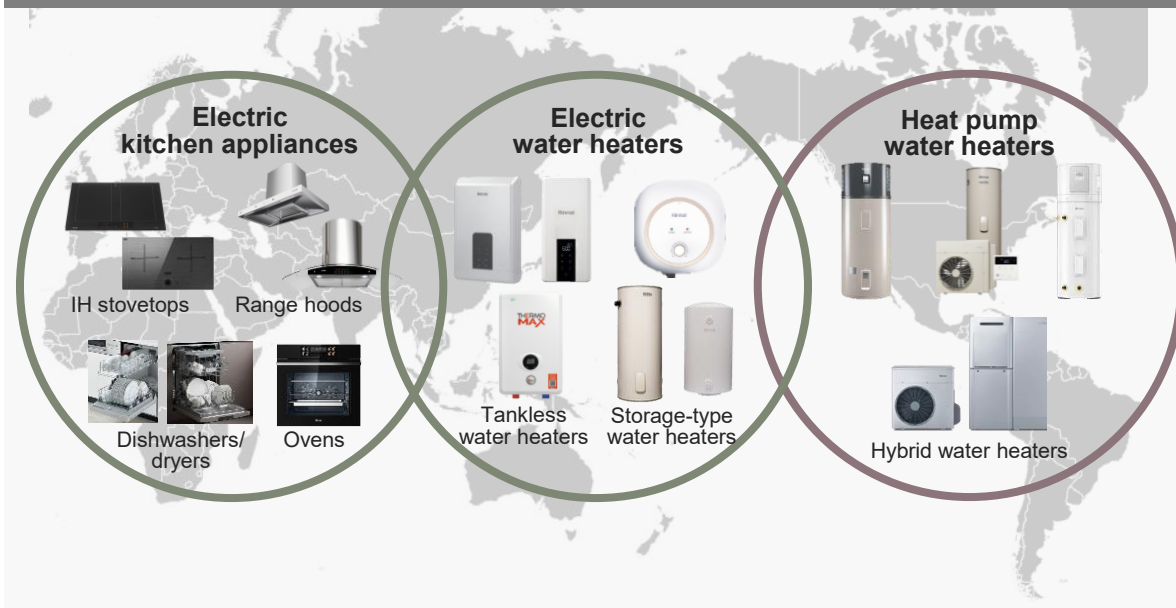 Electric
kitchen appliances
IH stovetops
Range hoods
Dishwashers/
dryers
Ovens
Electric
water heaters
THERMO
MAX
Tankless
water heaters
Storage-type
water heaters
Heat pump
water heaters
Hybrid water heaters